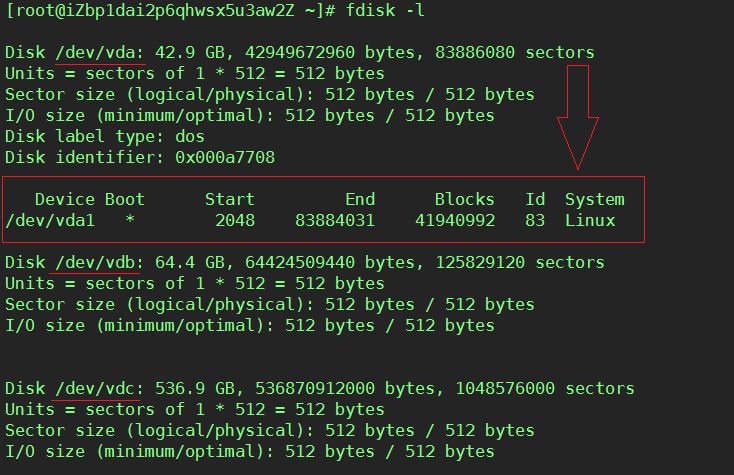 [root@iZbp1dai2p6qhwsx5u3aw2Z ~]# fdisk -l
Disk /dev/vda: 42.9 GB, 42949672960 bytes, 83886080 sectors
Units = sectors of 1 * 512 = 512 bytes
Sector size (logical/physical): 512 bytes / 512 bytes
I/O size (minimum/optimal): 512 bytes / 512 bytes
Disk label type: dos
Disk identifier: 0x000a7708
Device Boot Start End Blocks Id System
/dev/vda1 * 2048 83884031 41940992 83 Linux
Disk /dev/vdb: 64.4 GB, 64424509440 bytes, 125829120 sectors
Units = sectors of 1 * 512 = 512 bytes
Sector size (logical/physical): 512 bytes / 512 bytes
I/O size (minimum/optimal): 512 bytes / 512 bytes
Disk /dev/vdc: 536.9 GB, 536870912000 bytes, 1048576000 sectors
Units = sectors of 1 * 512 = 512 bytes
Sector size (logical/physical): 512 bytes / 512 bytes
I/O size (minimum/optimal): 512 bytes / 512 bytes